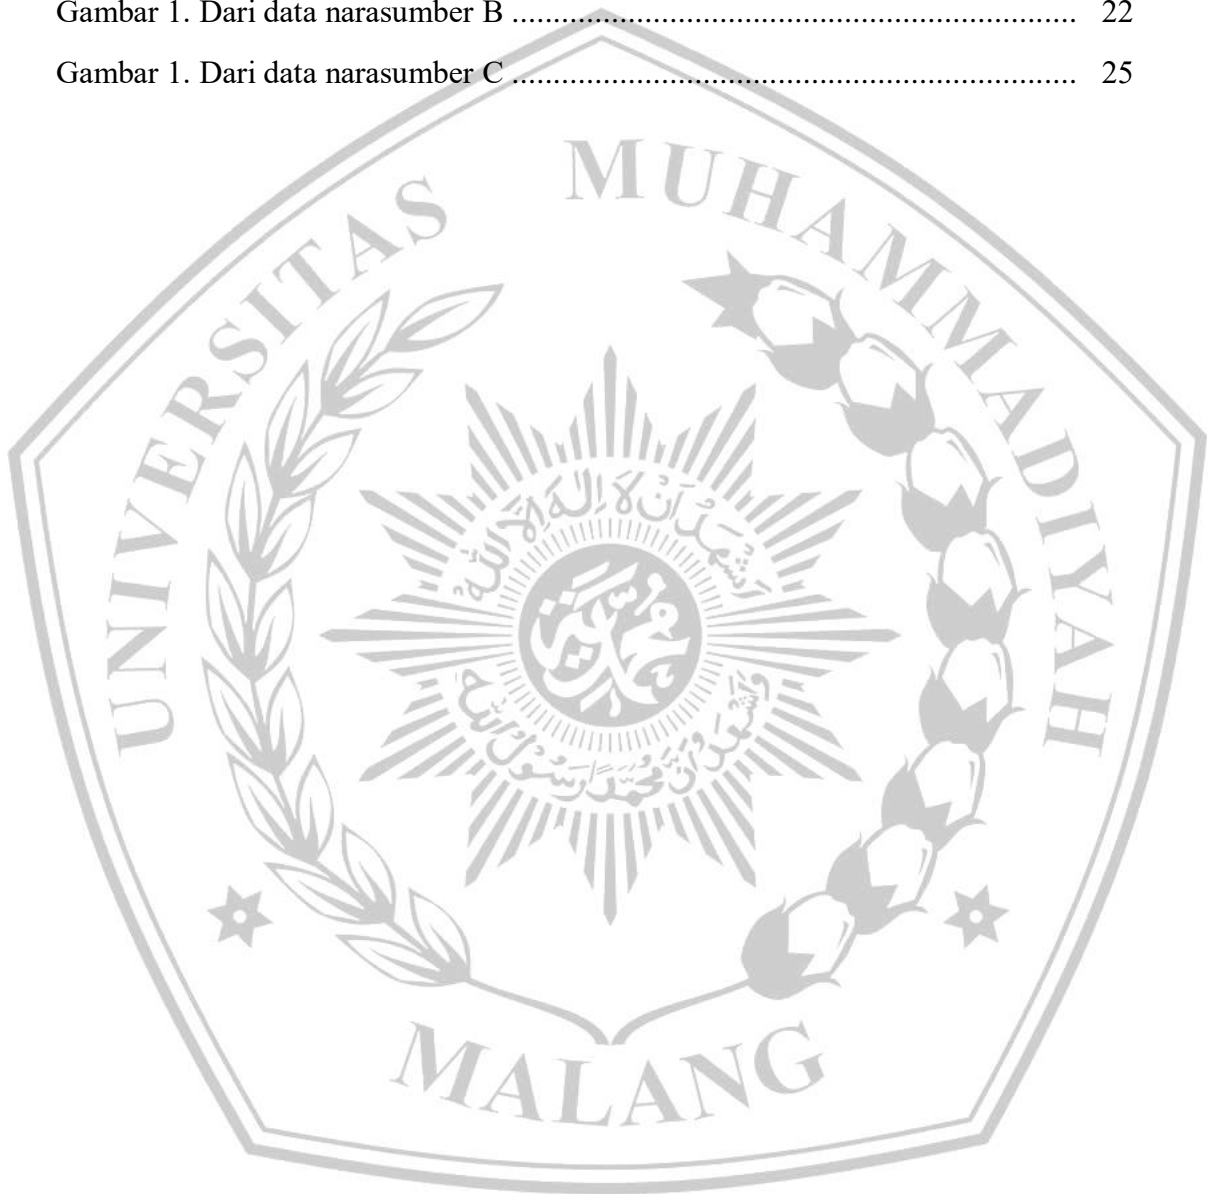 Gambar 1. Dari data narasumber B ......................................................... 22
Gambar 1. Dari data narasumber C ......................................................... 25
UNIVERSITAS MUHAMMADIYAH
MALANG